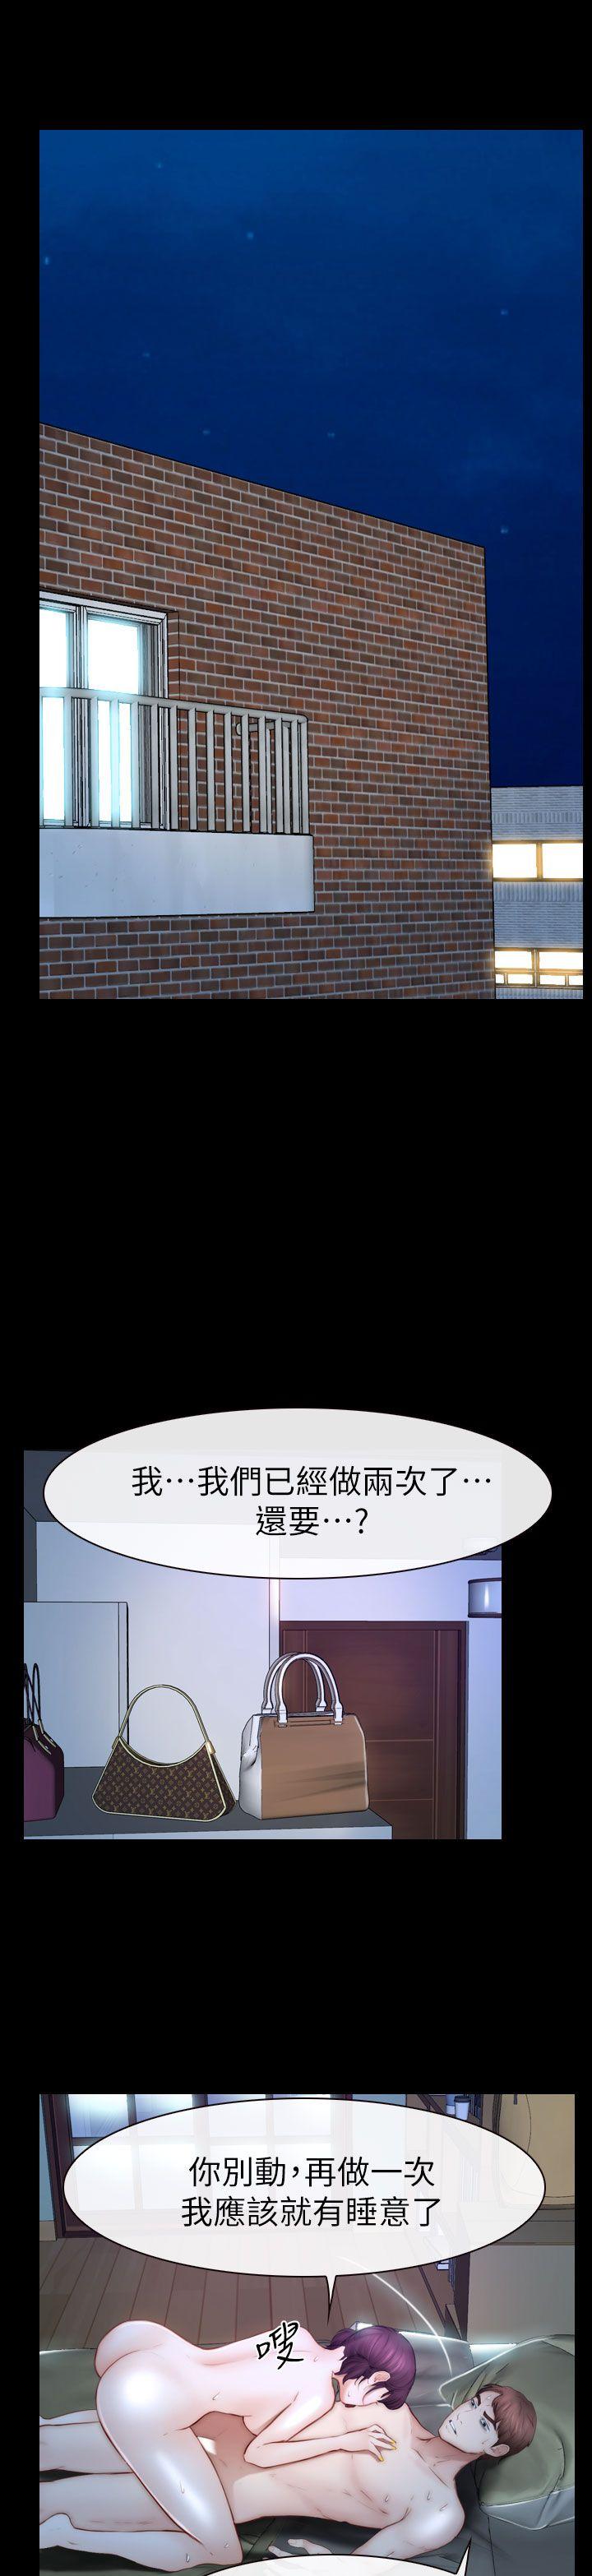 我⋯我們已經做兩次了⋯
還要⋯?
你別動，再做一次
我應該就有睡意了
嗖